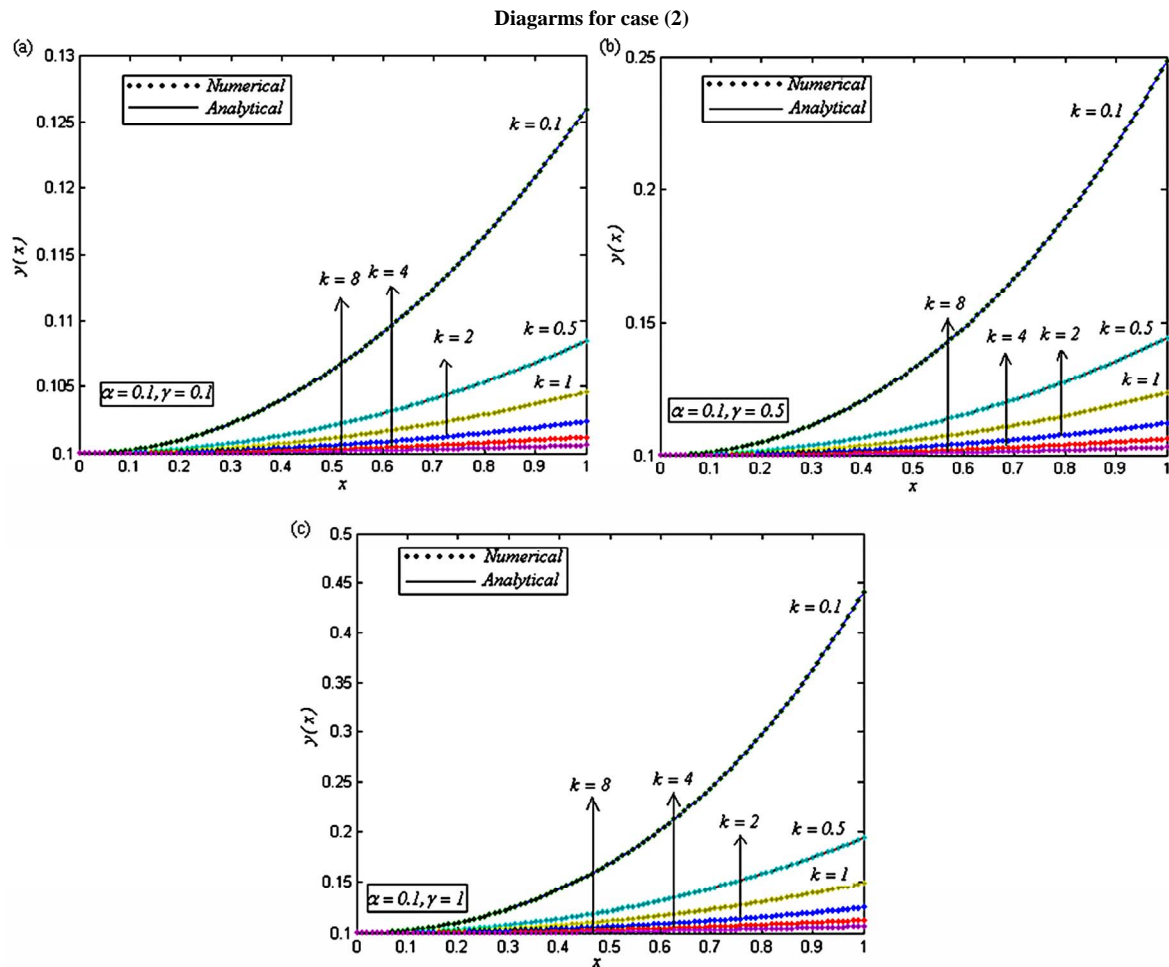 Diagarms for case (2)
(a)
0.13
0.125
0.12
0.115
0.11
0.105
0.1
y(x)
Numerical
Analytical
k = 0.1
k = 8
k = 4
k = 2
k = 0.5
k = 1
α = 0.1, γ = 0.1
0 0.1 0.2 0.3 0.4 0.5 0.6 0.7 0.8 0.9 1
x
(b)
0.25
0.2
0.15
0.1
y(x)
Numerical
Analytical
k = 0.1
k = 8
k = 4
k = 2
k = 0.5
k = 1
α = 0.1, γ = 0.5
0 0.1 0.2 0.3 0.4 0.5 0.6 0.7 0.8 0.9 1
x
(c)
0.5
0.45
0.4
0.35
0.3
0.25
0.2
0.15
0.1
y(x)
Numerical
Analytical
k = 0.1
k = 8
k = 4
k = 2
k = 0.5
k = 1
α = 0.1, γ = 1
0 0.1 0.2 0.3 0.4 0.5 0.6 0.7 0.8 0.9 1
x